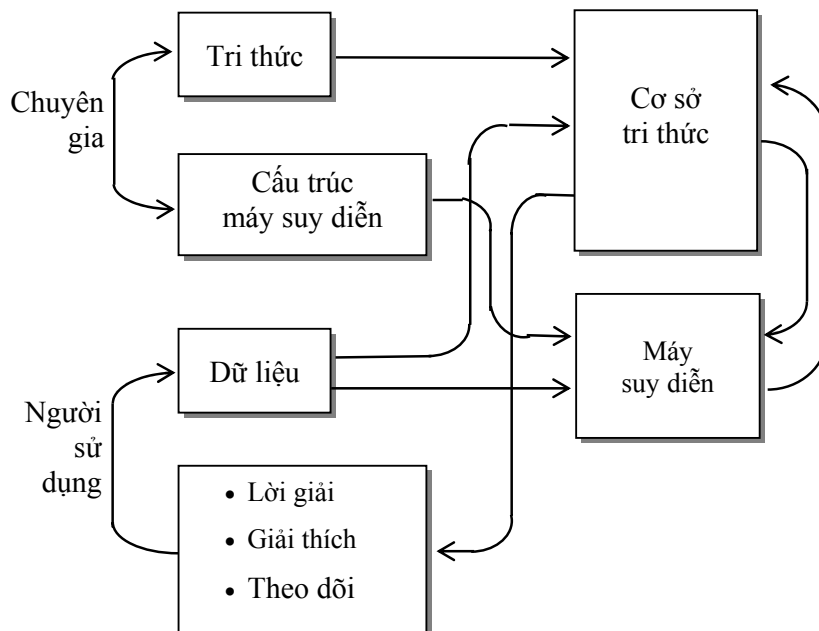 Tri thức
Chuyên
gia
Cấu trúc
máy suy diễn
Cơ sở
tri thức
Dữ liệu
Máy
suy diễn
Người
sử
dụng
• Lời giải
• Giải thích
• Theo dõi